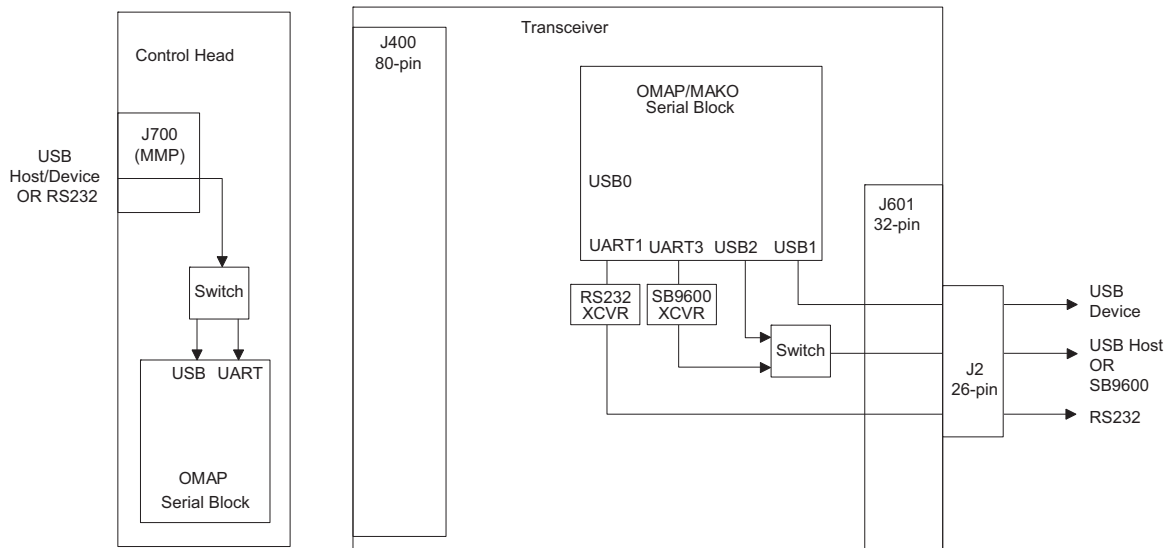 Control Head
J700
(MMP)
USB
Host/Device
OR RS232
Switch
USB UART
OMAP
Serial Block
Transceiver
J400
80-pin
OMAP/MAKO
Serial Block
USB0
UART1 UART3 USB2 USB1
RS232
XCVR
SB9600
XCVR
Switch
J601
32-pin
J2
26-pin
USB
Device
USB Host
OR
SB9600
RS232